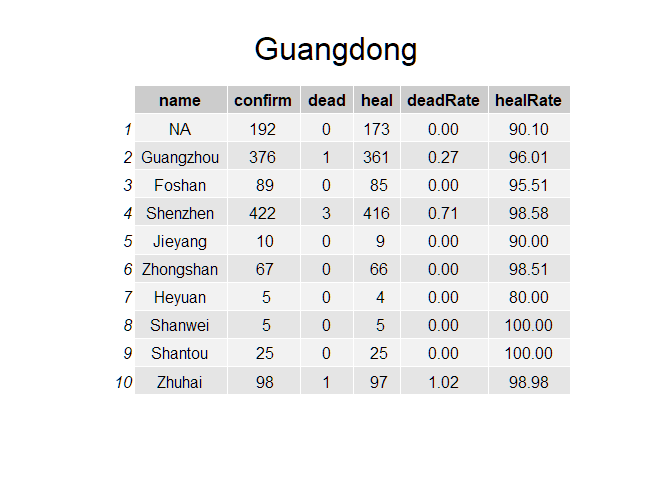 Guangdong
name confirm dead heal deadRate healRate
1 NA 192 0 173 0.00 90.10
2 Guangzhou 376 1 361 0.27 96.01
3 Foshan 89 0 85 0.00 95.51
4 Shenzhen 422 3 416 0.71 98.58
5 Jieyang 10 0 9 0.00 90.00
6 Zhongshan 67 0 66 0.00 98.51
7 Heyuan 5 0 4 0.00 80.00
8 Shanwei 5 0 5 0.00 100.00
9 Shantou 25 0 25 0.00 100.00
10 Zhuhai 98 1 97 1.02 98.98